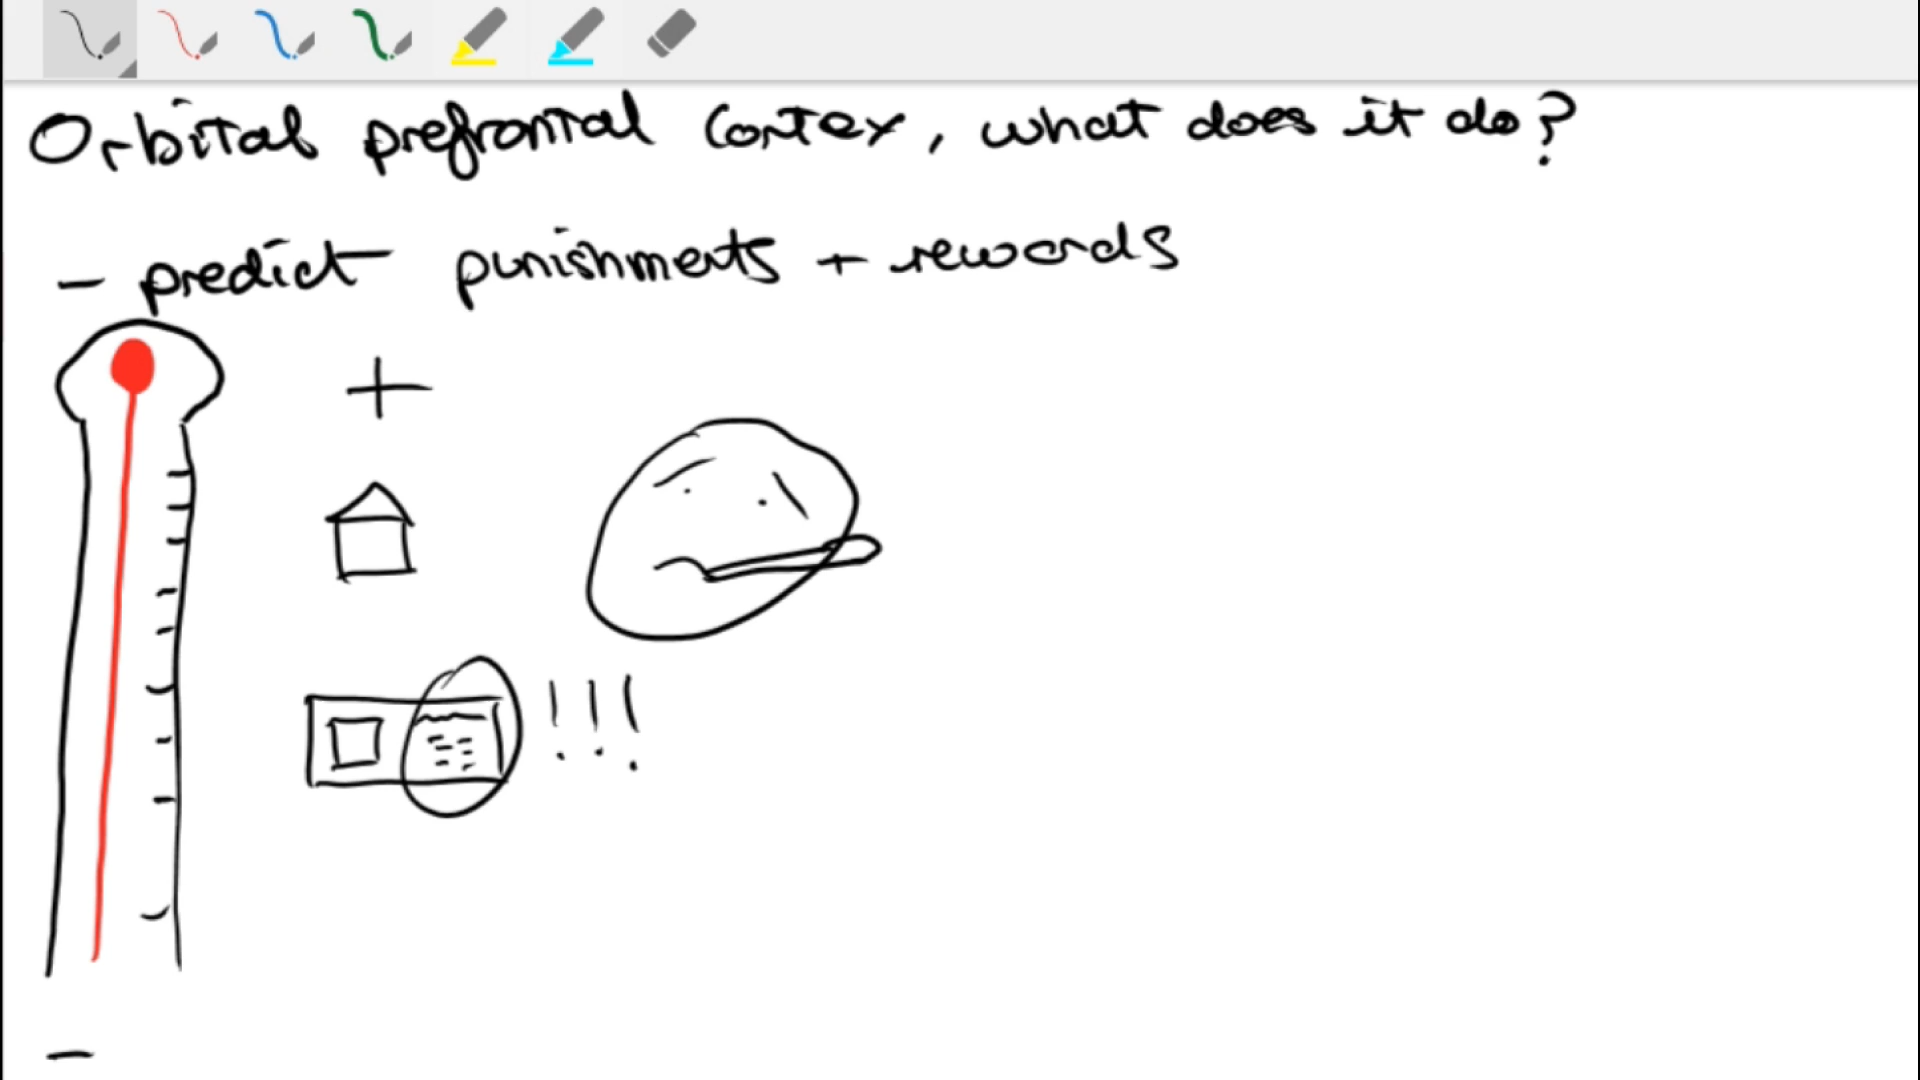 Orbital prefrontal Cortex, what does it do?
- predict punishments + rewards
+
!!!
-